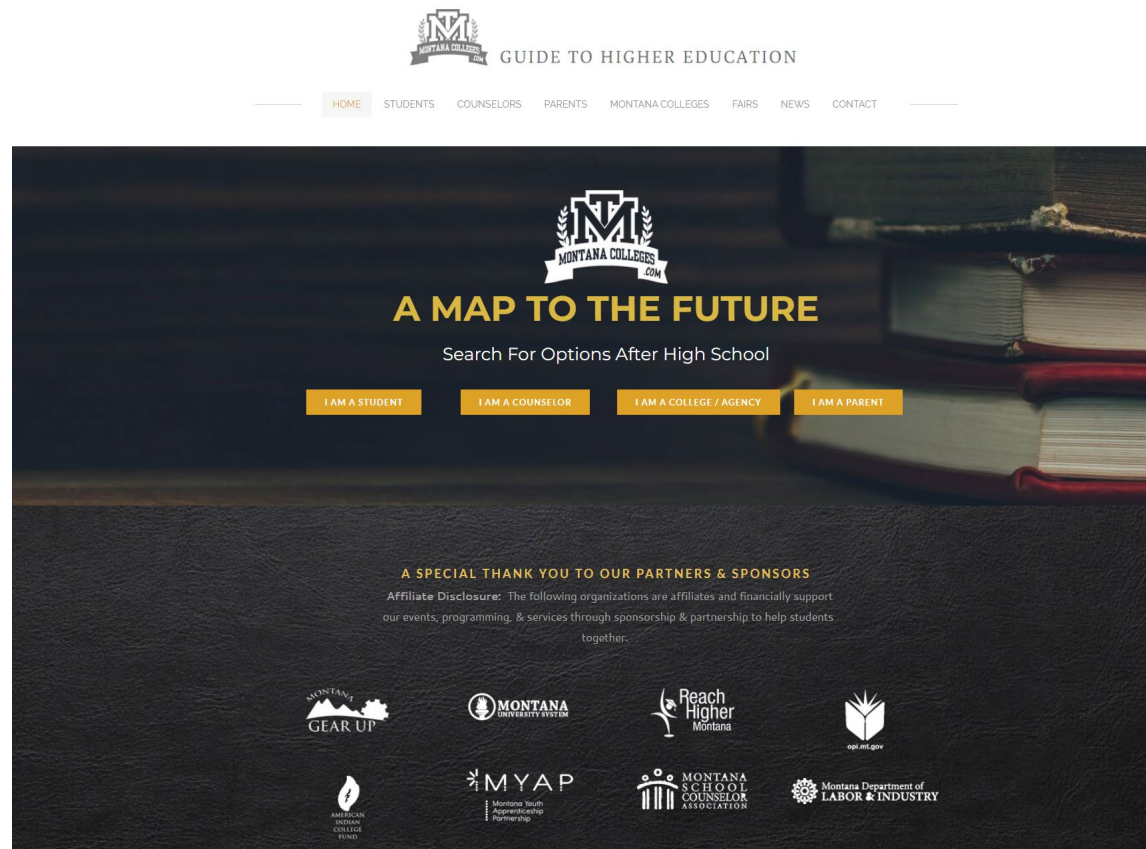 MT
MONTANA COLLEGES
.COM
GUIDE TO HIGHER EDUCATION
HOME STUDENTS COUNSELORS PARENTS MONTANA COLLEGES FAIRS NEWS CONTACT
MT
MONTANA COLLEGES
.COM
A MAP TO THE FUTURE
Search For Options After High School
I AM A STUDENT I AM A COUNSELOR I AM A COLLEGE / AGENCY I AM A PARENT
A SPECIAL THANK YOU TO OUR PARTNERS & SPONSORS
Affiliate Disclosure: The following organizations are affiliates and financially support
our events, programming, & services through sponsorship & partnership to help students
together.
MONTANA
GEAR UP
MONTANA
UNIVERSITY SYSTEM
Reach
Higher
Montana
opi.mt.gov
AMERICAN
INDIAN
COLLEGE
FUND
MYAP
Montana Youth
Apprenticeship
Partnership
MONTANA
SCHOOL
COUNSELOR
ASSOCIATION
Montana Department of
LABOR & INDUSTRY